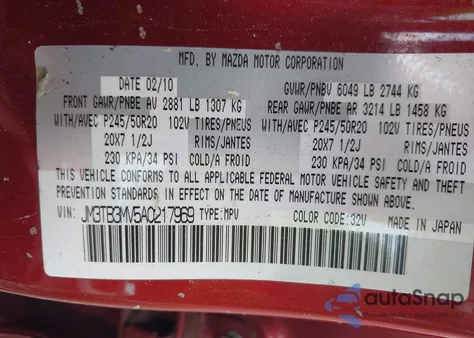 MFD. BY MAZDA MOTOR CORPORATION
DATE 02/10 GVWR/PNBV 6049 LB 2744 KG
FRONT GAWR/PNBE AV 2881 LB 1307 KG REAR GAWR/PNBE AR 3214 LB 1458 KG
WITH/AVEC P245/50R20 102V TIRES/PNEUS WITH/AVEC P245/50R20 102V TIRES/PNEUS
20X7 1/2J RIMS/JANTES 20X7 1/2J RIMS/JANTES
230 KPA/34 PSI COLD/A FROID 230 KPA/34 PSI COLD/A FROID
THIS VEHICLE CONFORMS TO ALL APPLICABLE FEDERAL MOTOR VEHICLE SAFETY AND THEFT
PREVENTION STANDARDS IN EFFECT ON THE DATE OF MANUFACTURE SHOWN ABOVE.
VIN: JM3TB3MV5A0217969 TYPE:MPV COLOR CODE:32V MADE IN JAPAN
autoSnap